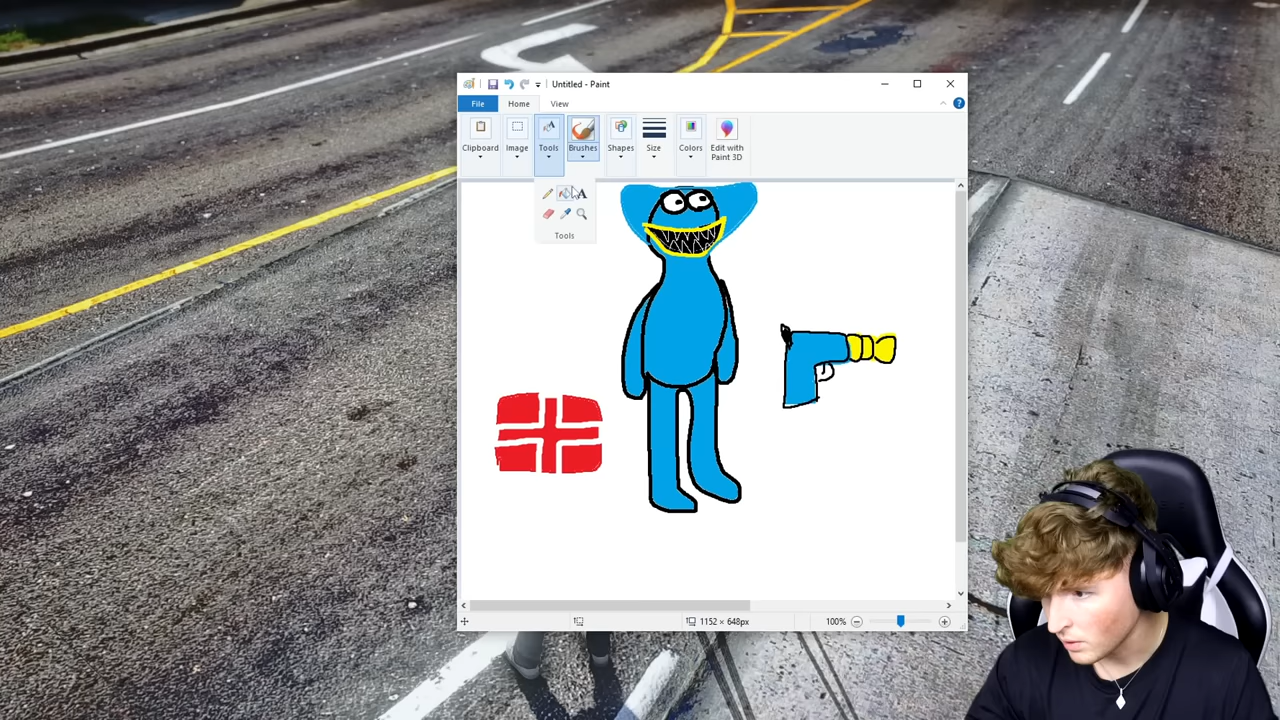 Untitled - Paint
File Home View
Clipboard Image Tools Brushes Shapes Size Colors Edit with
Paint 3D
A
Tools
1152 × 648px 100%